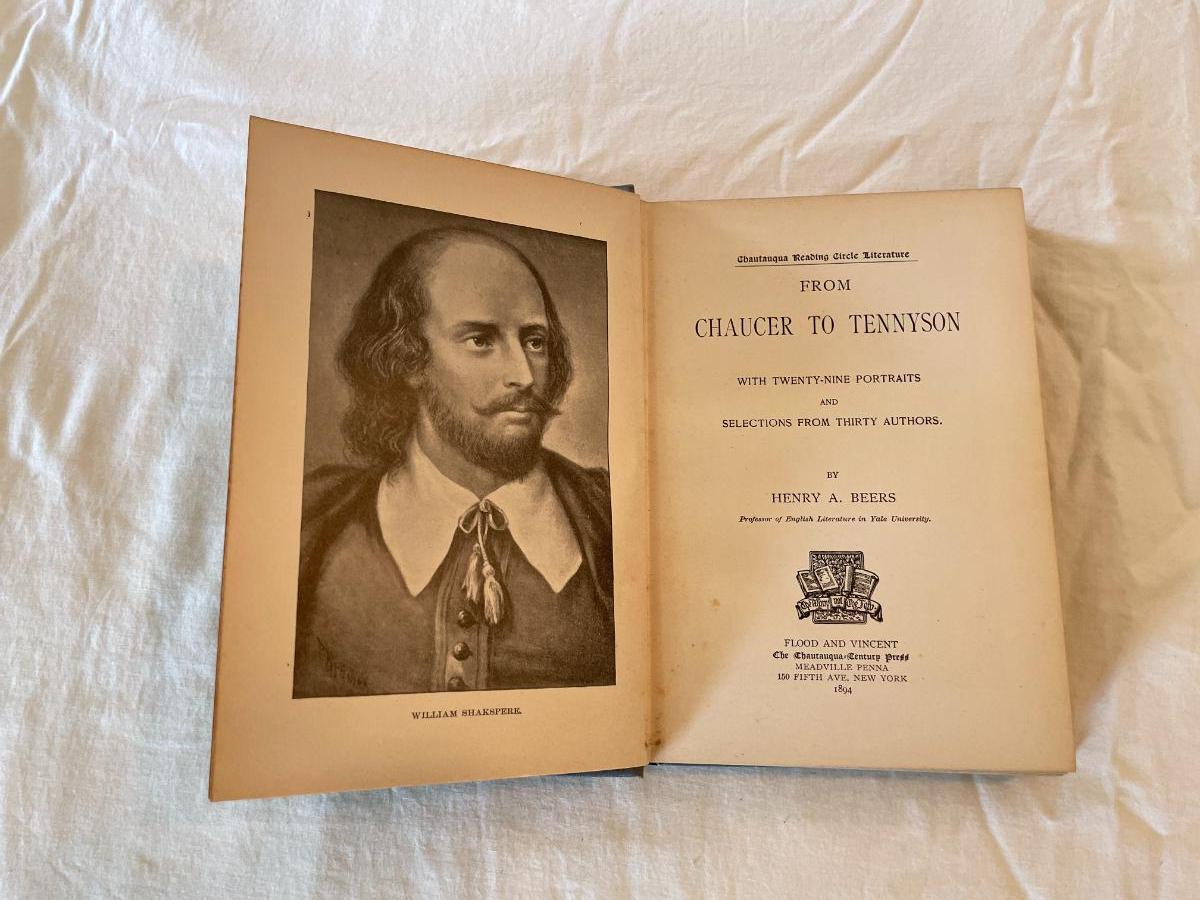 WILLIAM SHAKSPERE.
Chautauqua Reading Circle Literature
FROM
CHAUCER TO TENNYSON
WITH TWENTY-NINE PORTRAITS
AND
SELECTIONS FROM THIRTY AUTHORS.
BY
HENRY A. BEERS
Professor of English Literature in Yale University.
FLOOD AND VINCENT
The Chautauqua-Century Press
MEADVILLE PENNA
150 FIFTH AVE. NEW YORK
1894